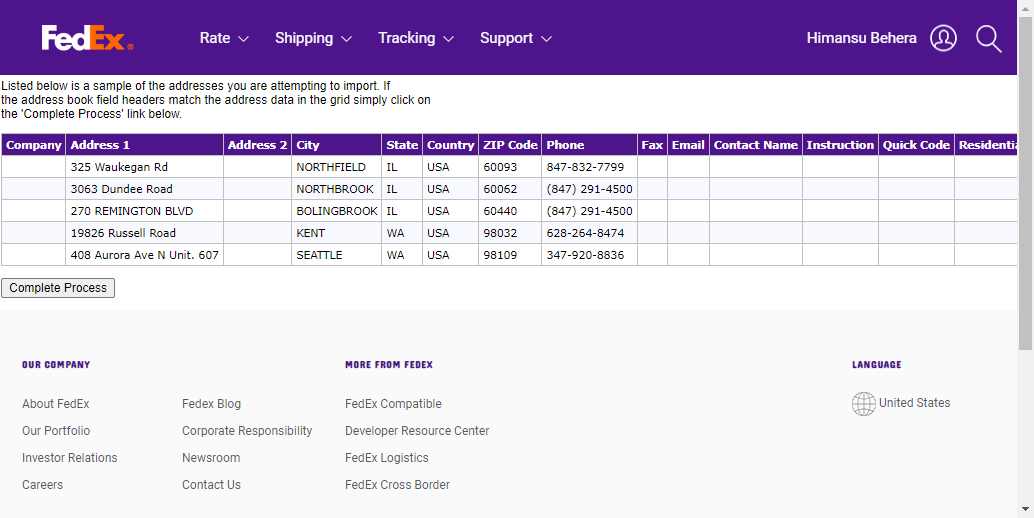 FedEx® Rate Shipping Tracking Support Himansu Behera
Listed below is a sample of the addresses you are attempting to import. If
the address book field headers match the address data in the grid simply click on
the 'Complete Process' link below.
Company Address 1 Address 2 City State Country ZIP Code Phone Fax Email Contact Name Instruction Quick Code Residentia
325 Waukegan Rd NORTHFIELD IL USA 60093 847-832-7799
3063 Dundee Road NORTHBROOK IL USA 60062 (847) 291-4500
270 REMINGTON BLVD BOLINGBROOK IL USA 60440 (847) 291-4500
19826 Russell Road KENT WA USA 98032 628-264-8474
408 Aurora Ave N Unit. 607 SEATTLE WA USA 98109 347-920-8836
Complete Process
OUR COMPANY MORE FROM FEDEX LANGUAGE
About FedEx Fedex Blog FedEx Compatible United States
Our Portfolio Corporate Responsibility Developer Resource Center
Investor Relations Newsroom FedEx Logistics
Careers Contact Us FedEx Cross Border